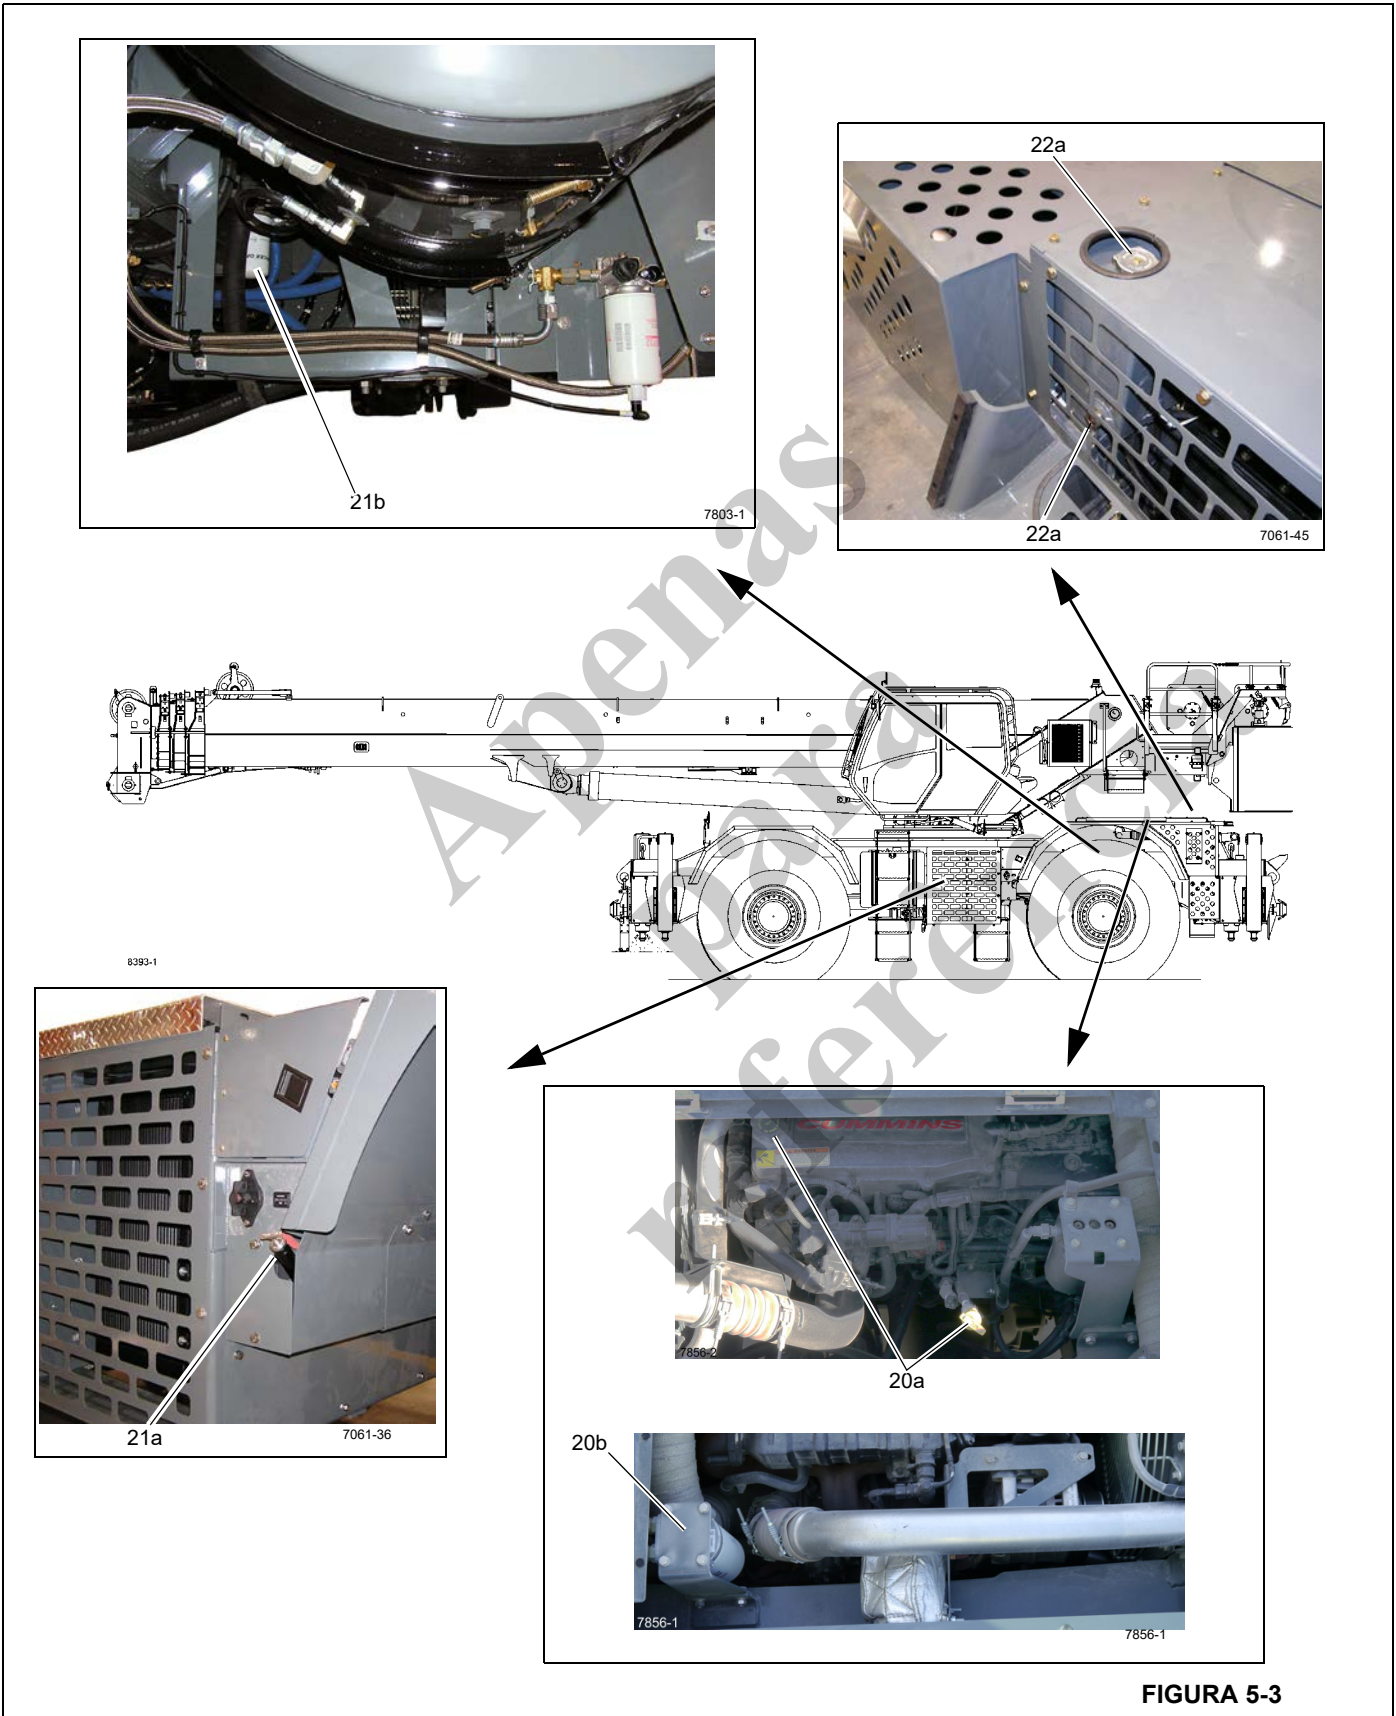 22a
21b
7803-1
22a
7061-45
Apenas
para
referência
8393-1
CUMMINS
7856-2
20a
21a
7061-36
20b
7856-1
7856-1
FIGURA 5-3